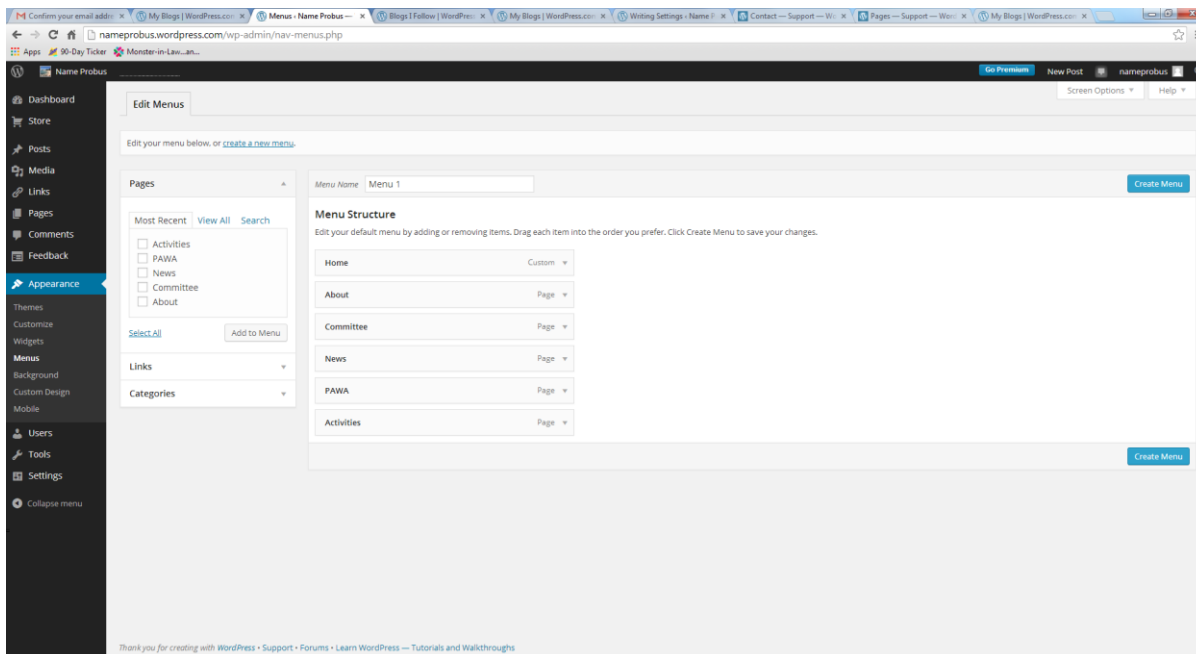 Confirm your email addre
My Blogs | WordPress.con
Menus ‹ Name Probus —
Blogs I Follow | WordPres
My Blogs | WordPress.con
Writing Settings ‹ Name P
Contact — Support — Wo
Pages — Support — Word
My Blogs | WordPress.con
nameprobus.wordpress.com/wp-admin/nav-menus.php
Apps 90-Day Ticker Monster-in-Law...an...
Name Probus Go Premium New Post nameprobus
Screen Options Help
Dashboard
Store
Posts
Media
Links
Pages
Comments
Feedback
Appearance
Themes
Customize
Widgets
Menus
Background
Custom Design
Mobile
Users
Tools
Settings
Collapse menu
Edit Menus
Edit your menu below, or create a new menu.
Pages
Most Recent View All Search
Activities
PAWA
News
Committee
About
Select All Add to Menu
Links
Categories
Menu Name Menu 1 Create Menu
Menu Structure
Edit your default menu by adding or removing items. Drag each item into the order you prefer. Click Create Menu to save your changes.
Home Custom
About Page
Committee Page
News Page
PAWA Page
Activities Page
Create Menu
Thank you for creating with WordPress • Support • Forums • Learn WordPress — Tutorials and Walkthroughs